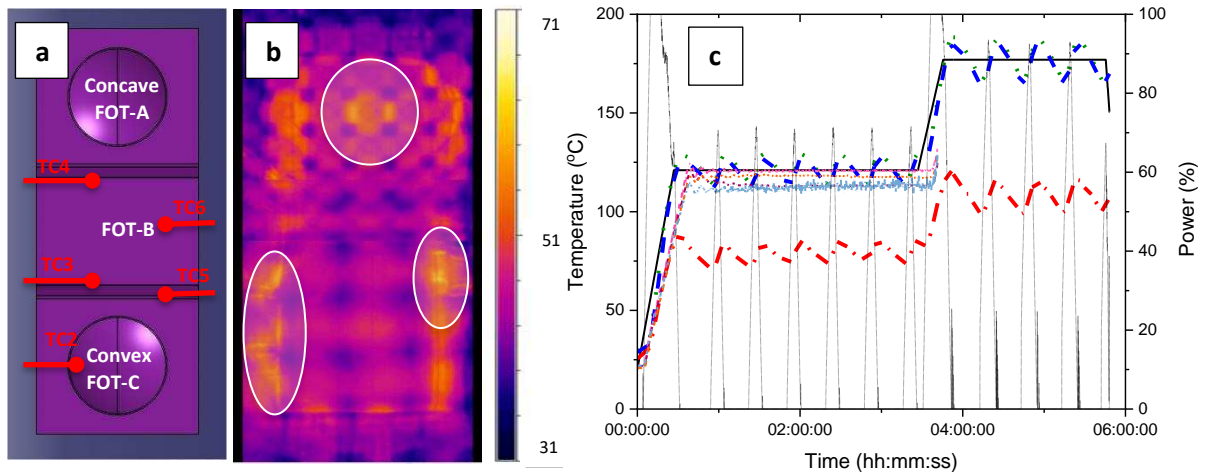 a
Concave
FOT-A
TC4
TC6
FOT-B
TC3
TC5
TC2
Convex
FOT-C
b
71
51
31
c
200
150
100
50
0
Temperature (°C)
100
80
60
40
20
0
Power (%)
00:00:00 02:00:00 04:00:00 06:00:00
Time (hh:mm:ss)